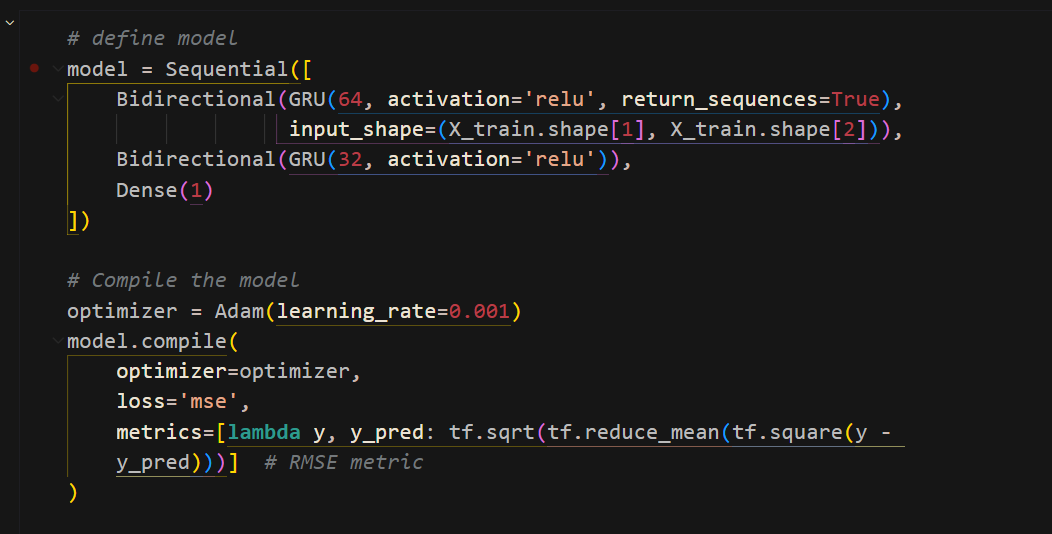 # define model
model = Sequential([
    Bidirectional(GRU(64, activation='relu', return_sequences=True),
                  input_shape=(X_train.shape[1], X_train.shape[2])),
    Bidirectional(GRU(32, activation='relu')),
    Dense(1)
])

# Compile the model
optimizer = Adam(learning_rate=0.001)
model.compile(
    optimizer=optimizer,
    loss='mse',
    metrics=[lambda y, y_pred: tf.sqrt(tf.reduce_mean(tf.square(y -
    y_pred)))]  # RMSE metric
)